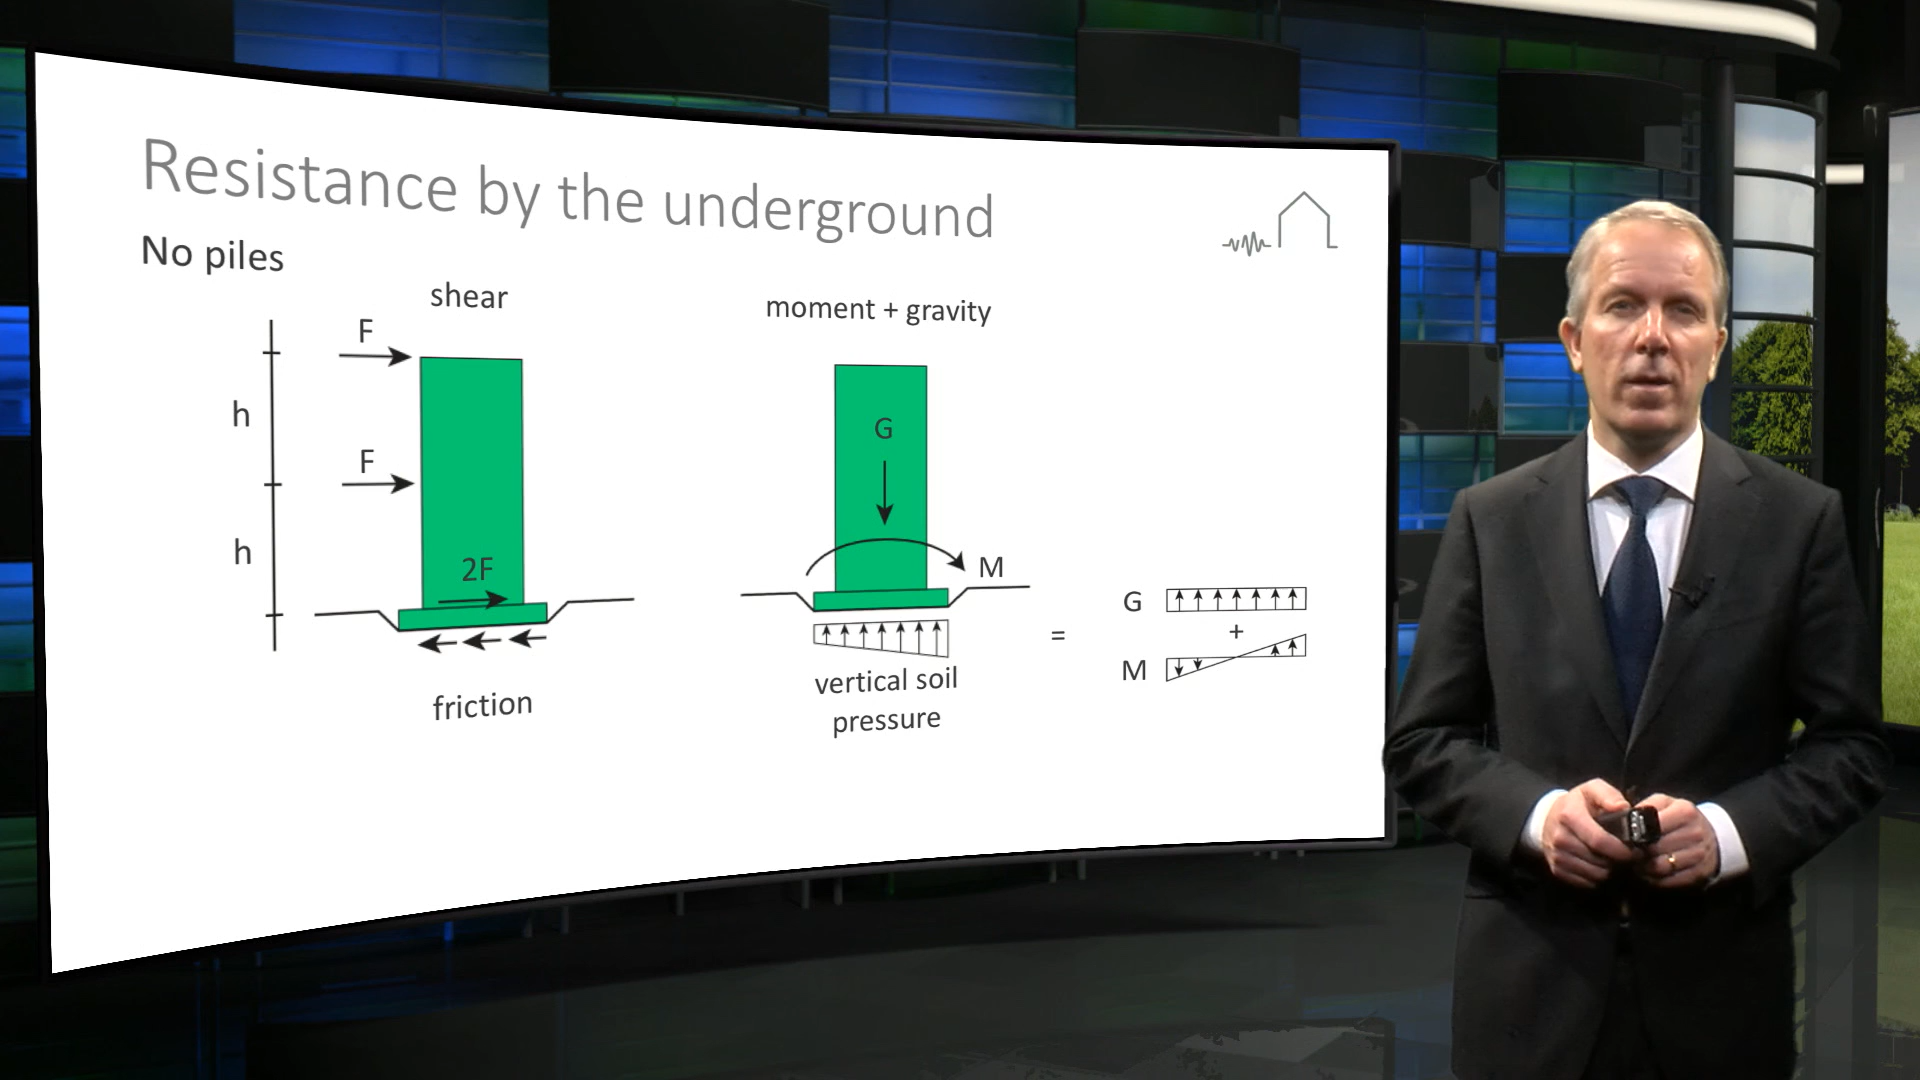 Resistance by the underground
No piles
shear
F
h
F
h
2F
friction
moment + gravity
G
M
vertical soil
pressure
=
G
+
M